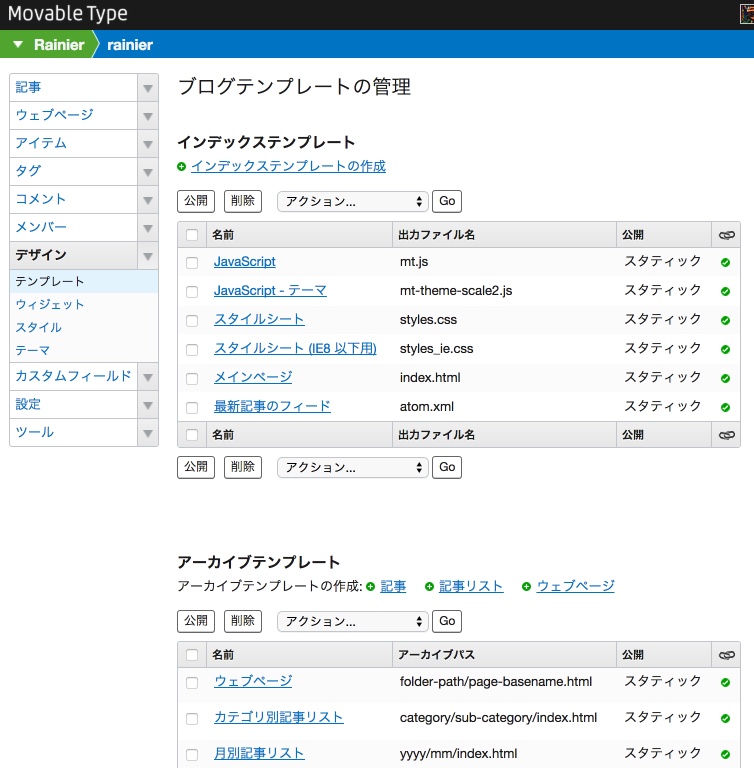 Movable Type
Rainier rainier
記事
ウェブページ
アイテム
タグ
コメント
メンバー
デザイン
テンプレート
ウィジェット
スタイル
テーマ
カスタムフィールド
設定
ツール
ブログテンプレートの管理
インデックステンプレート
インデックステンプレートの作成
公開 削除 アクション... Go
名前 出力ファイル名 公開
JavaScript mt.js スタティック
JavaScript - テーマ mt-theme-scale2.js スタティック
スタイルシート styles.css スタティック
スタイルシート (IE8 以下用) styles_ie.css スタティック
メインページ index.html スタティック
最新記事のフィード atom.xml スタティック
名前 出力ファイル名 公開
公開 削除 アクション... Go
アーカイブテンプレート
アーカイブテンプレートの作成: 記事 記事リスト ウェブページ
公開 削除 アクション... Go
名前 アーカイブパス 公開
ウェブページ folder-path/page-basename.html スタティック
カテゴリ別記事リスト category/sub-category/index.html スタティック
月別記事リスト yyyy/mm/index.html スタティック